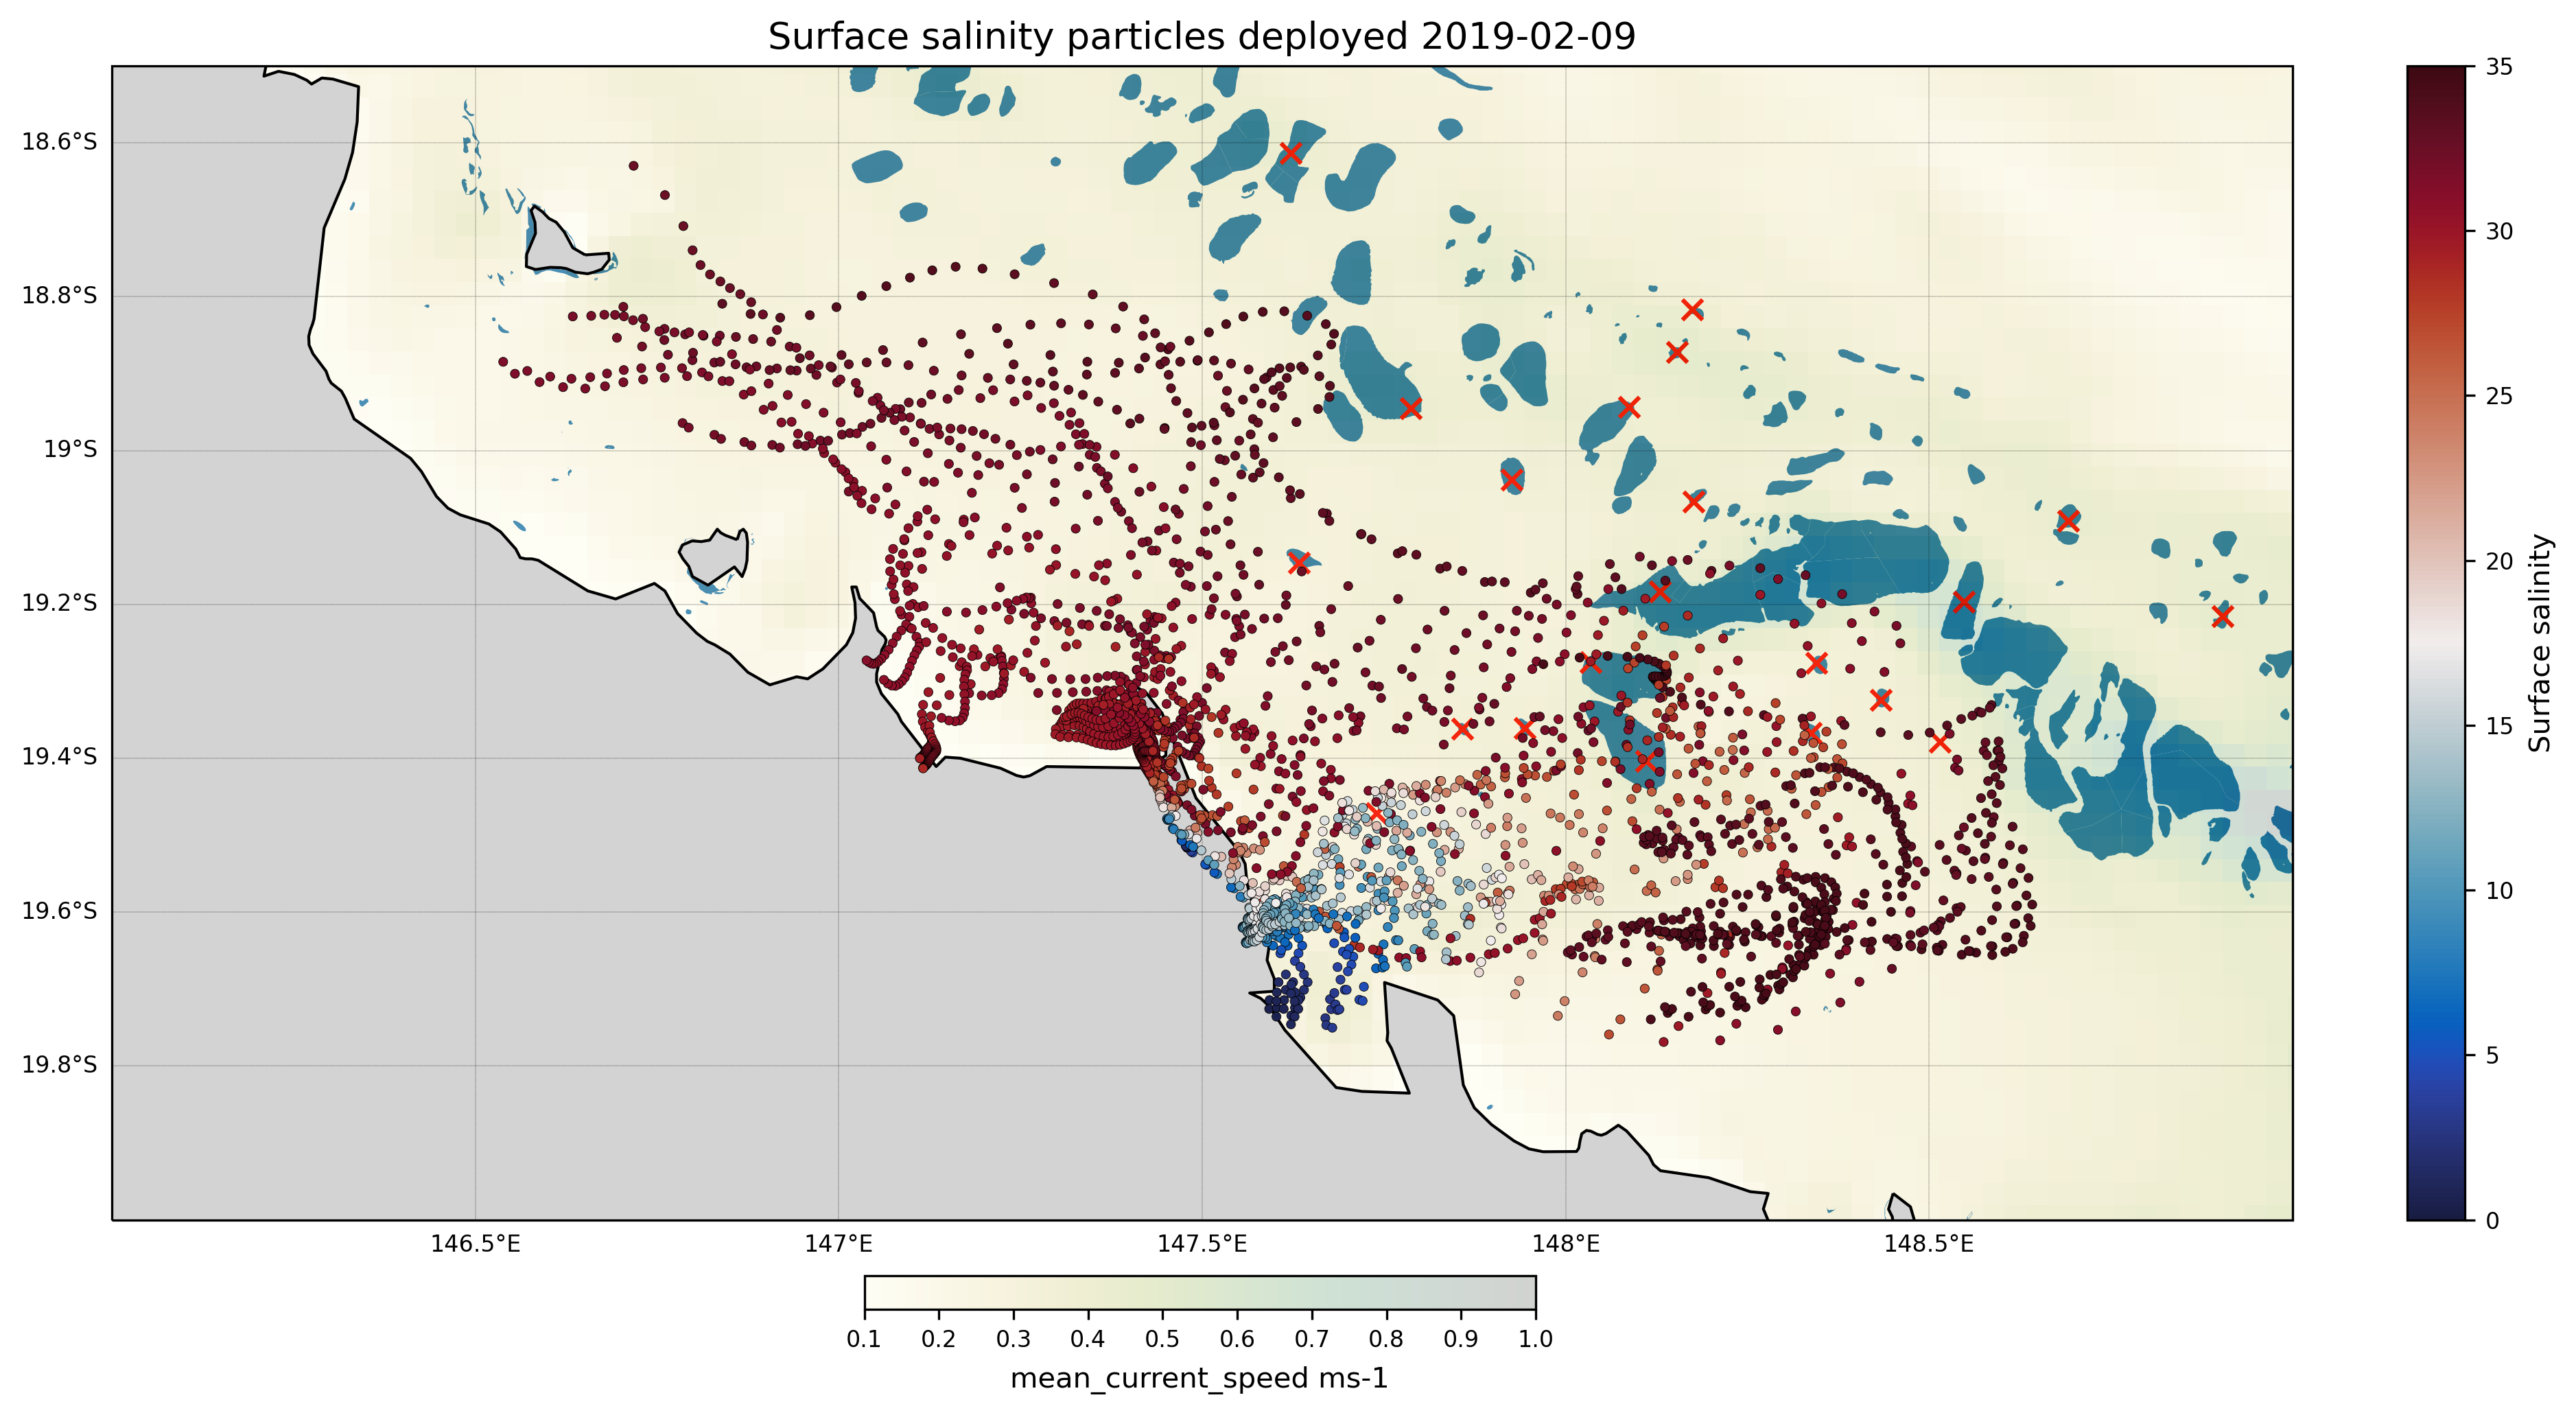 Surface salinity particles deployed 2019-02-09
18.6°S
18.8°S
19°S
19.2°S
19.4°S
19.6°S
19.8°S
146.5°E
147°E
147.5°E
148°E
148.5°E
35
30
25
20
15
10
5
0
Surface salinity
0.1
0.2
0.3
0.4
0.5
0.6
0.7
0.8
0.9
1.0
mean_current_speed ms-1